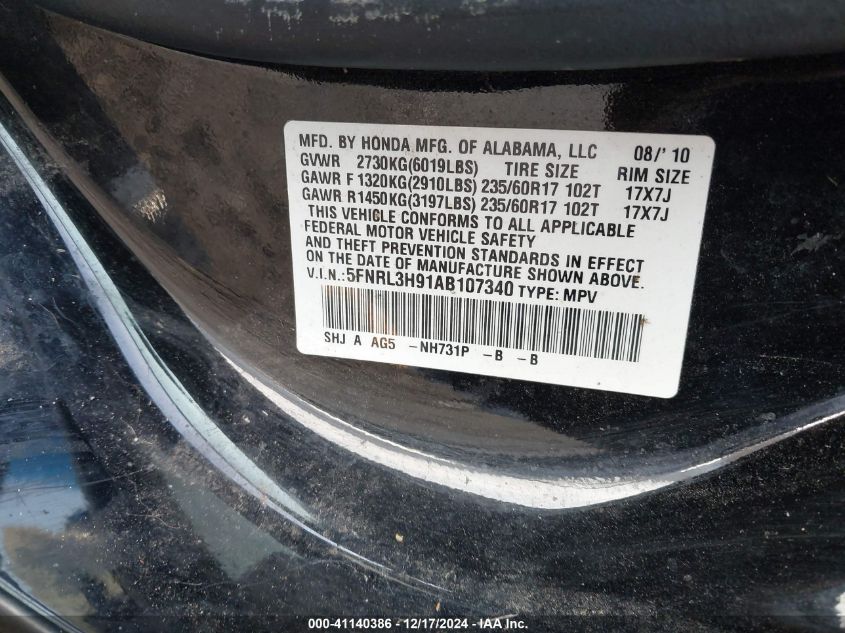 MFD. BY HONDA MFG. OF ALABAMA, LLC 08/' 10
GVWR 2730KG(6019LBS) TIRE SIZE RIM SIZE
GAWR F 1320KG(2910LBS) 235/60R17 102T 17X7J
GAWR R1450KG(3197LBS) 235/60R17 102T 17X7J
THIS VEHICLE CONFORMS TO ALL APPLICABLE
FEDERAL MOTOR VEHICLE SAFETY
AND THEFT PREVENTION STANDARDS IN EFFECT
ON THE DATE OF MANUFACTURE SHOWN ABOVE.
V.I.N.:5FNRL3H91AB107340 TYPE: MPV
SHJ A AG5 -NH731P -B -B
000-41140386 - 12/17/2024 - IAA Inc.